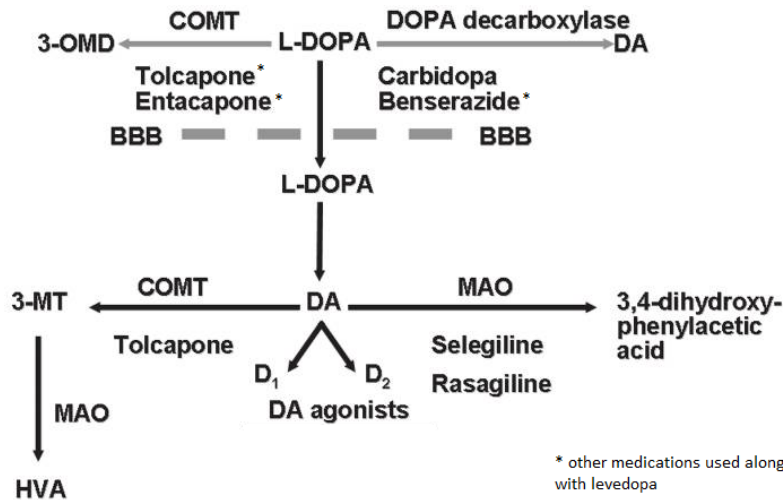 COMT
DOPA decarboxylase
3-OMD
L-DOPA
DA
Tolcapone*
Entacapone*
Carbidopa
Benserazide*
BBB
BBB
L-DOPA
3-MT
COMT
DA
MAO
3,4-dihydroxy-
phenylacetic
acid
Tolcapone
Selegiline
Rasagiline
D1
D2
DA agonists
MAO
HVA
* other medications used along
with levedopa